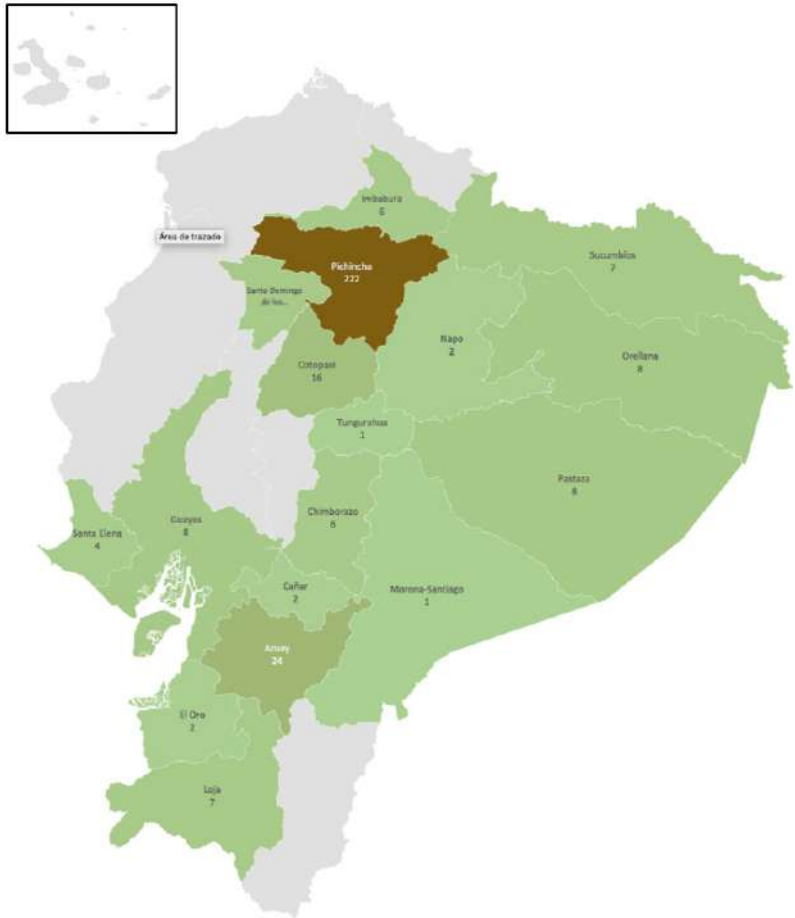 Imbabura
6
Área de trazado
Pichincha
222
Sucumbíos
7
Santo Domingo
de los...
Napo
2
Orellana
8
Cotopaxi
16
Tungurahua
1
Pastaza
8
Chimborazo
6
Guayas
8
Santa Elena
4
Cañar
2
Morona-Santiago
1
Azuay
24
El Oro
2
Loja
7